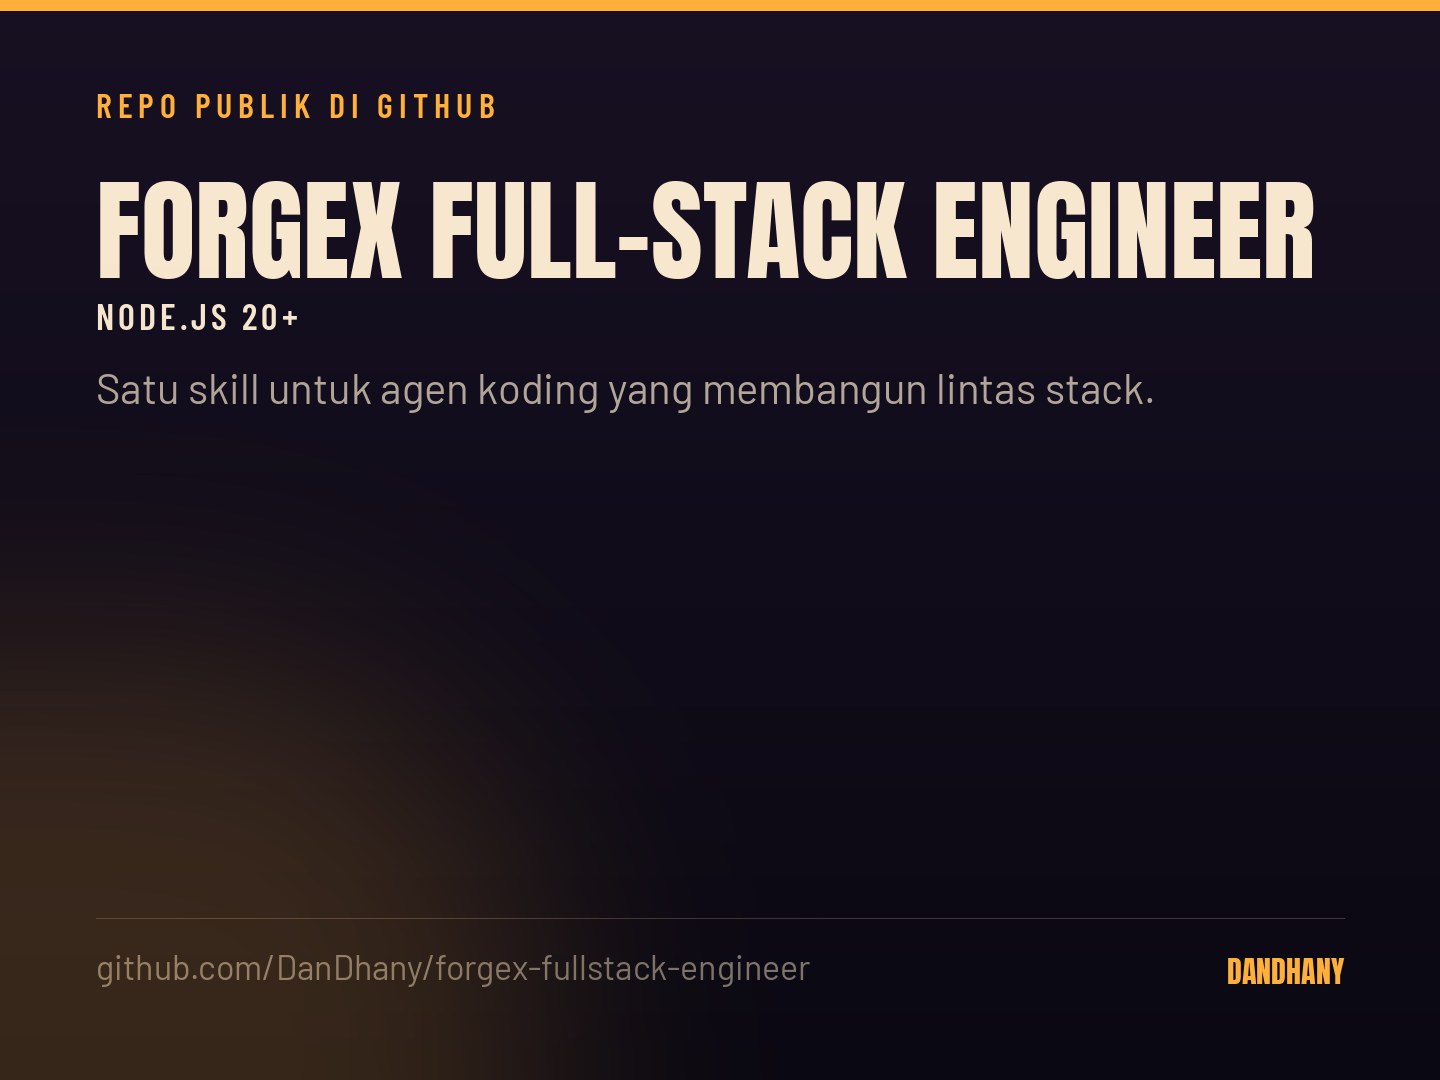 REPO PUBLIK DI GITHUB
FORGEX FULL-STACK ENGINEER
NODE.JS 20+
Satu skill untuk agen koding yang membangun lintas stack.
github.com/DanDhany/forgex-fullstack-engineer
DANDHANY